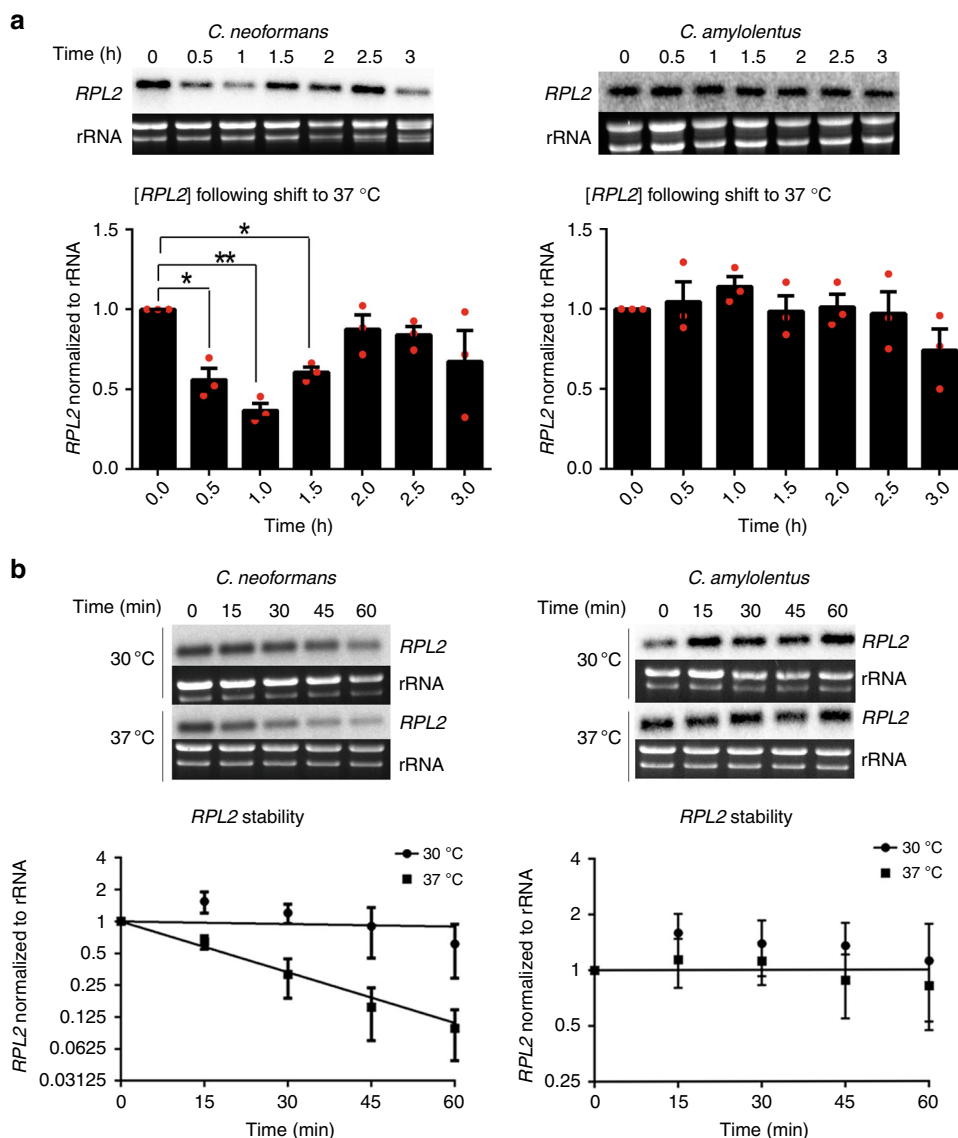 a
C. neoformans
Time (h) 0 0.5 1 1.5 2 2.5 3
RPL2
rRNA
[RPL2] following shift to 37 °C
RPL2 normalized to rRNA
1.5
1.0
0.5
0.0
*
**
*
0.0 0.5 1.0 1.5 2.0 2.5 3.0
Time (h)
C. amylolentus
0 0.5 1 1.5 2 2.5 3
RPL2
rRNA
[RPL2] following shift to 37 °C
RPL2 normalized to rRNA
1.5
1.0
0.5
0.0
0.0 0.5 1.0 1.5 2.0 2.5 3.0
Time (h)
b
C. neoformans
Time (min) 0 15 30 45 60
30 °C
RPL2
rRNA
37 °C
RPL2
rRNA
RPL2 stability
30 °C
37 °C
RPL2 normalized to rRNA
4
2
1
0.5
0.25
0.125
0.0625
0.03125
0 15 30 45 60
Time (min)
C. amylolentus
Time (min) 0 15 30 45 60
30 °C
RPL2
rRNA
37 °C
RPL2
rRNA
RPL2 stability
30 °C
37 °C
RPL2 normalized to rRNA
4
2
1
0.5
0.25
0 15 30 45 60
Time (min)